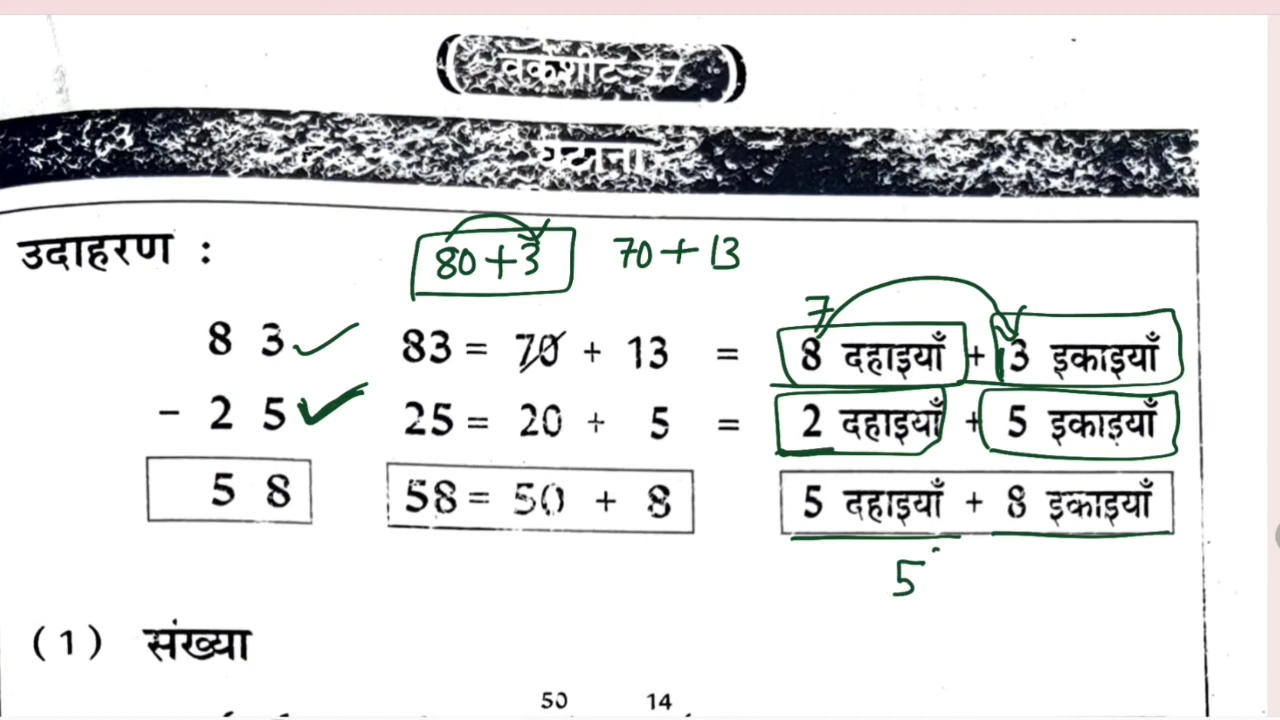 वर्कशीट-27
घटाना
उदाहरण :
80+3 70+13
7
8 3 83 = 70 + 13 = 8 दहाइयाँ + 13 इकाइयाँ
- 2 5 25 = 20 + 5 = 2 दहाइयाँ + 5 इकाइयाँ
5 8 58 = 50 + 8 5 दहाइयाँ + 8 इकाइयाँ
5
(1) संख्या
50 14